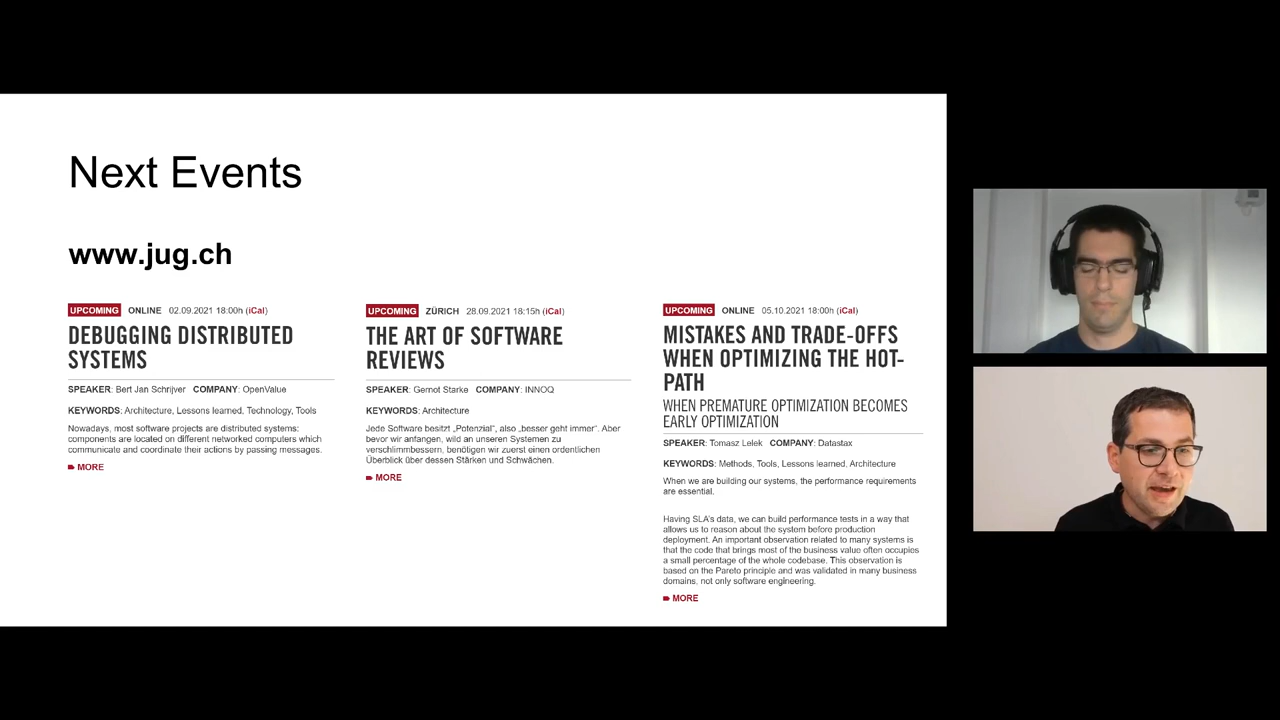 Next Events
www.jug.ch
UPCOMING ONLINE 02.09.2021 18:00h (iCal)
DEBUGGING DISTRIBUTED
SYSTEMS
SPEAKER: Bert Jan Schrijver COMPANY: OpenValue
KEYWORDS: Architecture, Lessons learned, Technology, Tools
Nowadays, most software projects are distributed systems:
components are located on different networked computers which
communicate and coordinate their actions by passing messages.
MORE
UPCOMING ZÜRICH 28.09.2021 18:15h (iCal)
THE ART OF SOFTWARE
REVIEWS
SPEAKER: Gernot Starke COMPANY: INNOQ
KEYWORDS: Architecture
Jede Software besitzt „Potenzial“, also „besser geht immer“. Aber
bevor wir anfangen, wild an unseren Systemen zu
verschlimmbessern, benötigen wir zuerst einen ordentlichen
Überblick über dessen Stärken und Schwächen.
MORE
UPCOMING ONLINE 05.10.2021 18:00h (iCal)
MISTAKES AND TRADE-OFFS
WHEN OPTIMIZING THE HOT-
PATH
WHEN PREMATURE OPTIMIZATION BECOMES
EARLY OPTIMIZATION
SPEAKER: Tomasz Lelek COMPANY: Datastax
KEYWORDS: Methods, Tools, Lessons learned, Architecture
When we are building our systems, the performance requirements
are essential.
Having SLA's data, we can build performance tests in a way that
allows us to reason about the system before production
deployment. An important observation related to many systems is
that the code that brings most of the business value often occupies
a small percentage of the whole codebase. This observation is
based on the Pareto principle and was validated in many business
domains, not only software engineering.
MORE